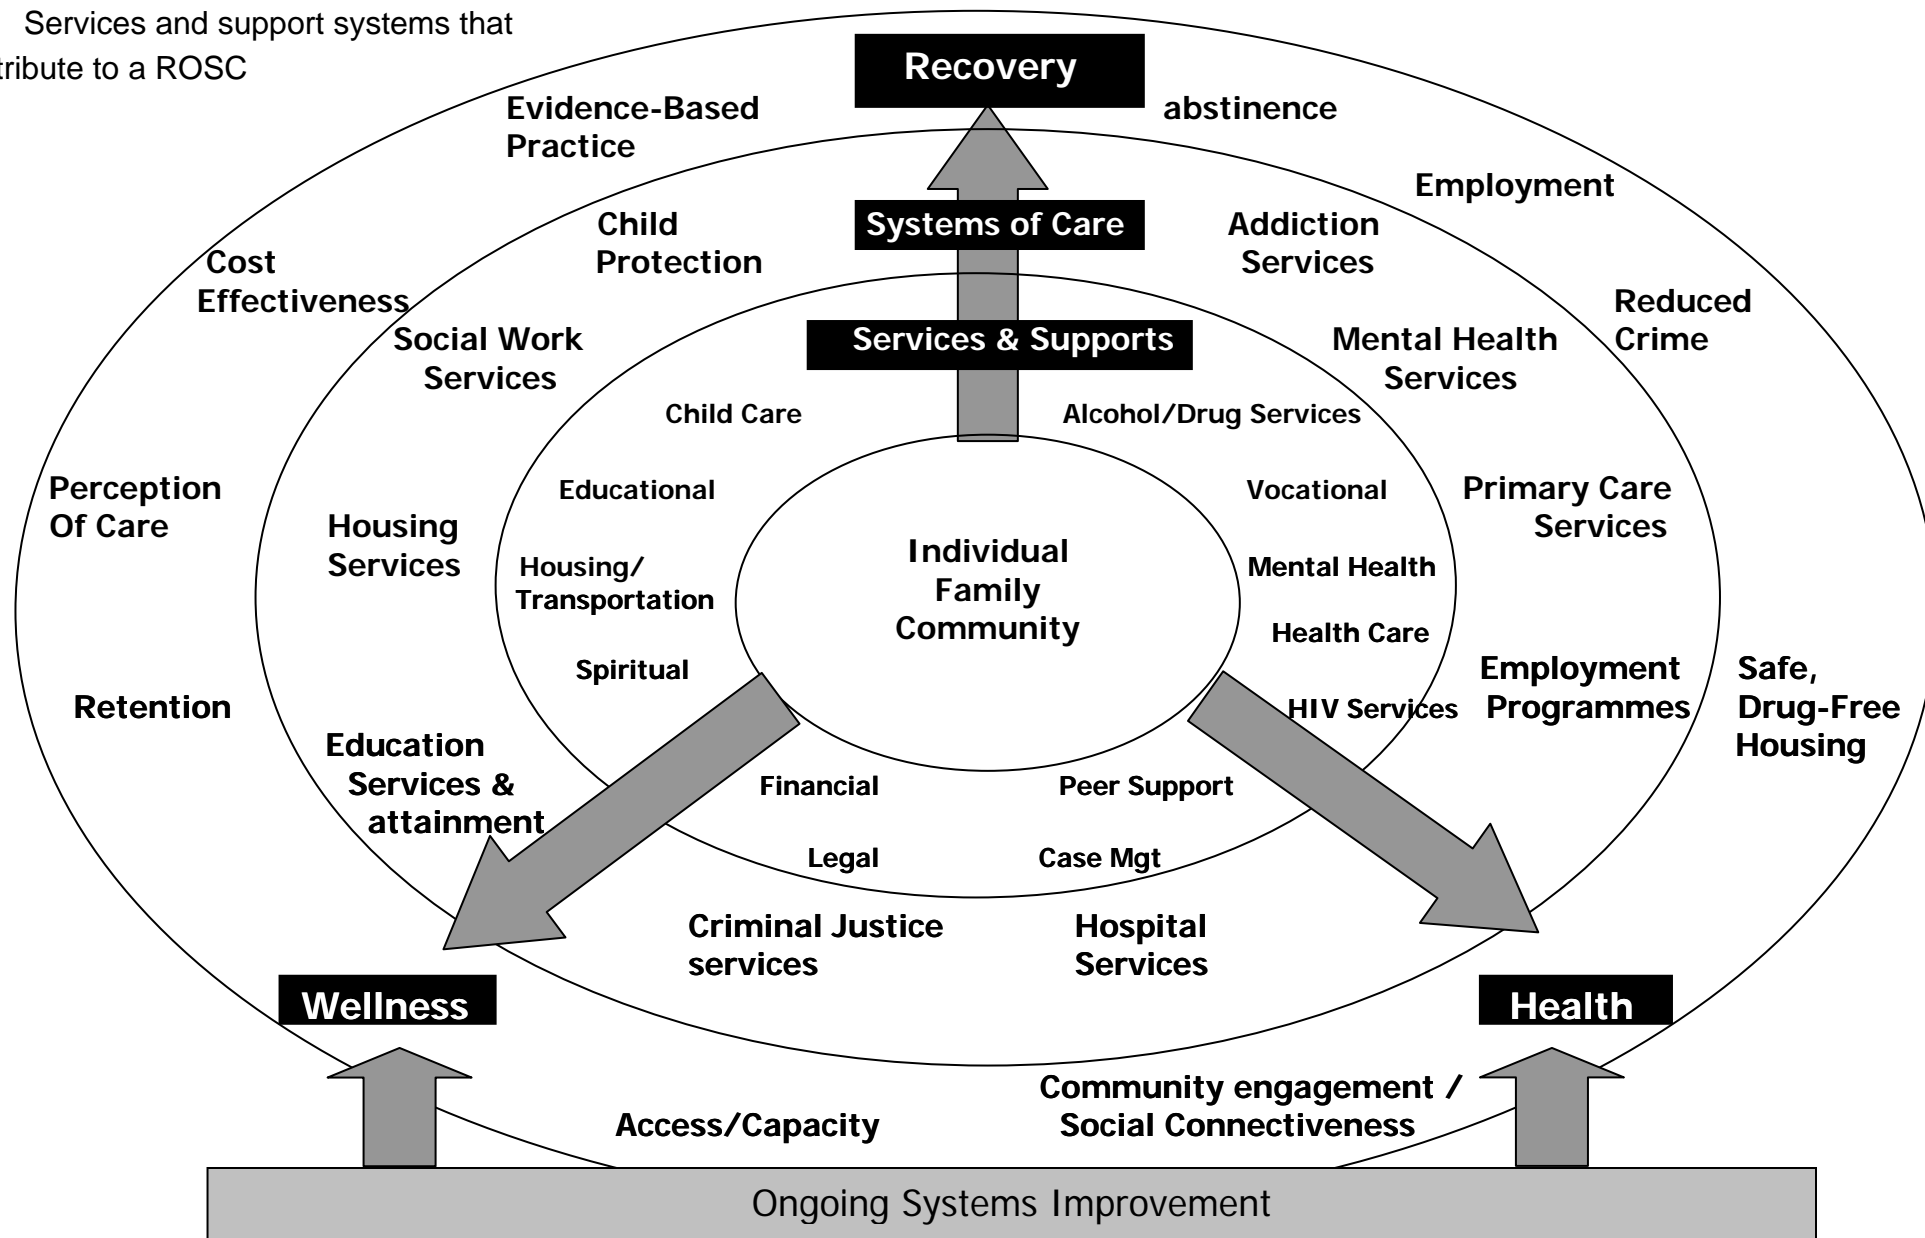 Services and support systems that
tribute to a ROSC
Recovery
Evidence-Based
Practice
abstinence
Employment
Systems of Care
Child
Protection
Addiction
Services
Cost
Effectiveness
Reduced
Crime
Services & Supports
Social Work
Services
Mental Health
Services
Child Care
Alcohol/Drug Services
Perception
Of Care
Educational
Vocational
Primary Care
Services
Housing
Services
Individual
Family
Community
Housing/
Transportation
Mental Health
Health Care
Spiritual
Employment
Programmes
Safe,
Drug-Free
Housing
Retention
HIV Services
Education
Services &
attainment
Financial
Peer Support
Legal
Case Mgt
Criminal Justice
services
Hospital
Services
Wellness
Health
Community engagement /
Social Connectiveness
Access/Capacity
Ongoing Systems Improvement